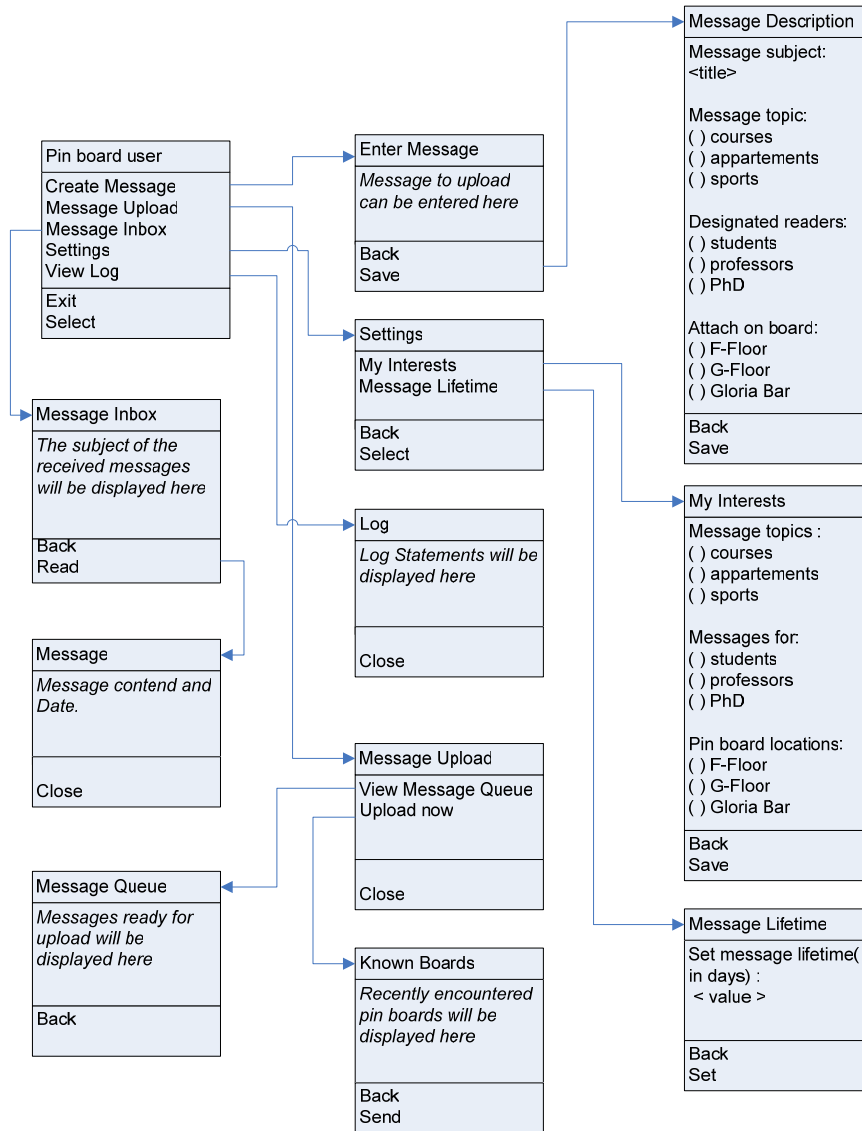 Pin board user
Create Message
Message Upload
Message Inbox
Settings
View Log
Exit
Select
Message Inbox
The subject of the
received messages
will be displayed here
Back
Read
Message
Message contend and
Date.
Close
Message Queue
Messages ready for
upload will be
displayed here
Back
Enter Message
Message to upload
can be entered here
Back
Save
Settings
My Interests
Message Lifetime
Back
Select
Log
Log Statements will be
displayed here
Close
Message Upload
View Message Queue
Upload now
Close
Known Boards
Recently encountered
pin boards will be
displayed here
Back
Send
Message Description
Message subject:
<title>
Message topic:
( ) courses
( ) appartements
( ) sports
Designated readers:
( ) students
( ) professors
( ) PhD
Attach on board:
( ) F-Floor
( ) G-Floor
( ) Gloria Bar
Back
Save
My Interests
Message topics :
( ) courses
( ) appartements
( ) sports
Messages for:
( ) students
( ) professors
( ) PhD
Pin board locations:
( ) F-Floor
( ) G-Floor
( ) Gloria Bar
Back
Save
Message Lifetime
Set message lifetime(
in days) :
< value >
Back
Set